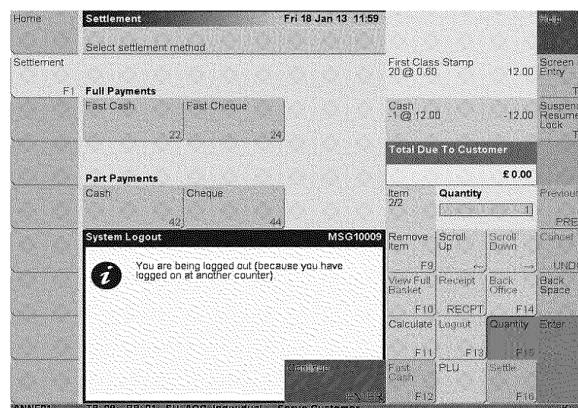 Home
Settlement
Fri 18 Jan 13 11:59
Help
Select settlement method
Settlement
F1
Full Payments
Fast Cash
22
Fast Cheque
24
Part Payments
Cash
42
Cheque
44
First Class Stamp
20 @ 0.60 12.00
Cash
-1 @ 12.00 -12.00
Total Due To Customer
£ 0.00
Item
2/2
Quantity
1
Screen
Entry
Suspend
Resume
Lock
Previous
PRE
System Logout MSG10009
You are being logged out (because you have
logged on at another counter)
Continue
ENTER
Remove
Item
F9
Scroll
Up
Scroll
Down
Cancel
UND
View Full
Basket
F10
Receipt
RECPT
Back
Office
F14
Back
Space
Calculate
F11
Logout
F13
Quantity
F15
Enter
Fast
Cash
F12
PLU
Settle
F16